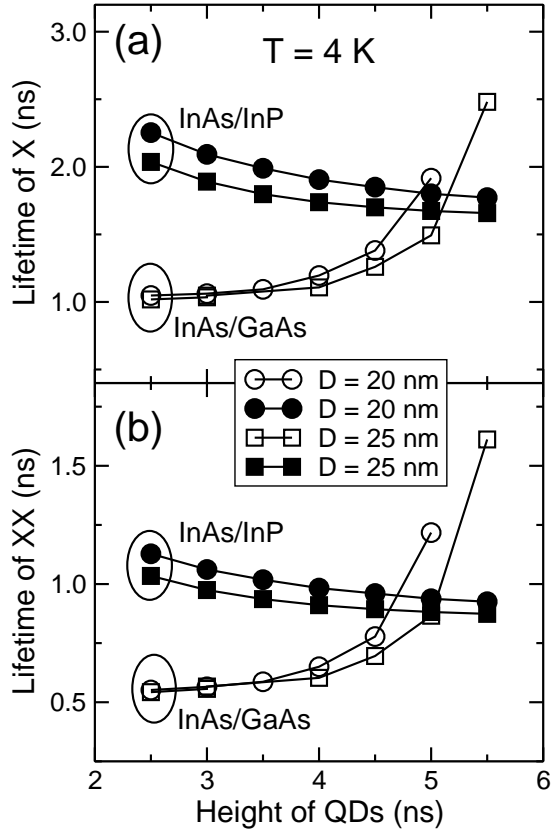 (a)
T = 4 K
3.0
2.0
1.0
Lifetime of X (ns)
InAs/InP
InAs/GaAs
D = 20 nm
D = 20 nm
D = 25 nm
D = 25 nm
(b)
1.5
1.0
0.5
Lifetime of XX (ns)
InAs/InP
InAs/GaAs
2 3 4 5 6
Height of QDs (ns)